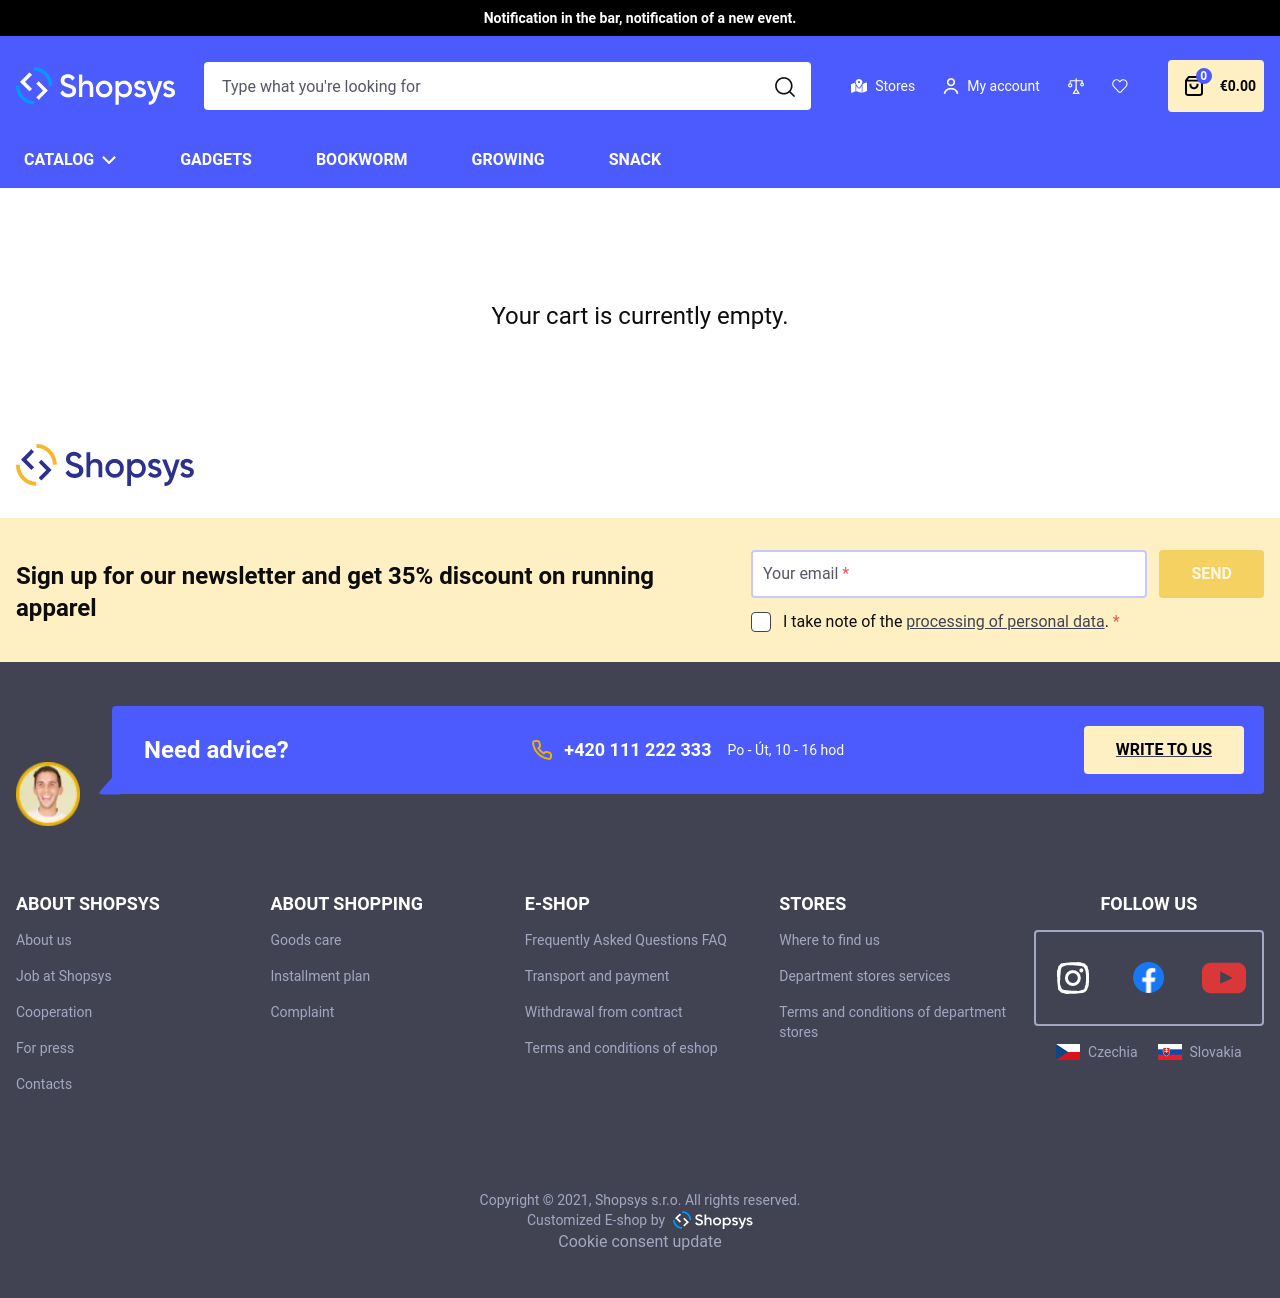 Notification in the bar, notification of a new event.
Shopsys
Type what you're looking for
Stores
My account
0
€0.00
CATALOG
GADGETS
BOOKWORM
GROWING
SNACK
Your cart is currently empty.
Shopsys
Sign up for our newsletter and get 35% discount on running
apparel
Your email *
SEND
I take note of the processing of personal data. *
Need advice?
+420 111 222 333
Po - Út, 10 - 16 hod
WRITE TO US
ABOUT SHOPSYS
About us
Job at Shopsys
Cooperation
For press
Contacts
ABOUT SHOPPING
Goods care
Installment plan
Complaint
E-SHOP
Frequently Asked Questions FAQ
Transport and payment
Withdrawal from contract
Terms and conditions of eshop
STORES
Where to find us
Department stores services
Terms and conditions of department
stores
FOLLOW US
Czechia
Slovakia
Copyright © 2021, Shopsys s.r.o. All rights reserved.
Customized E-shop by Shopsys
Cookie consent update